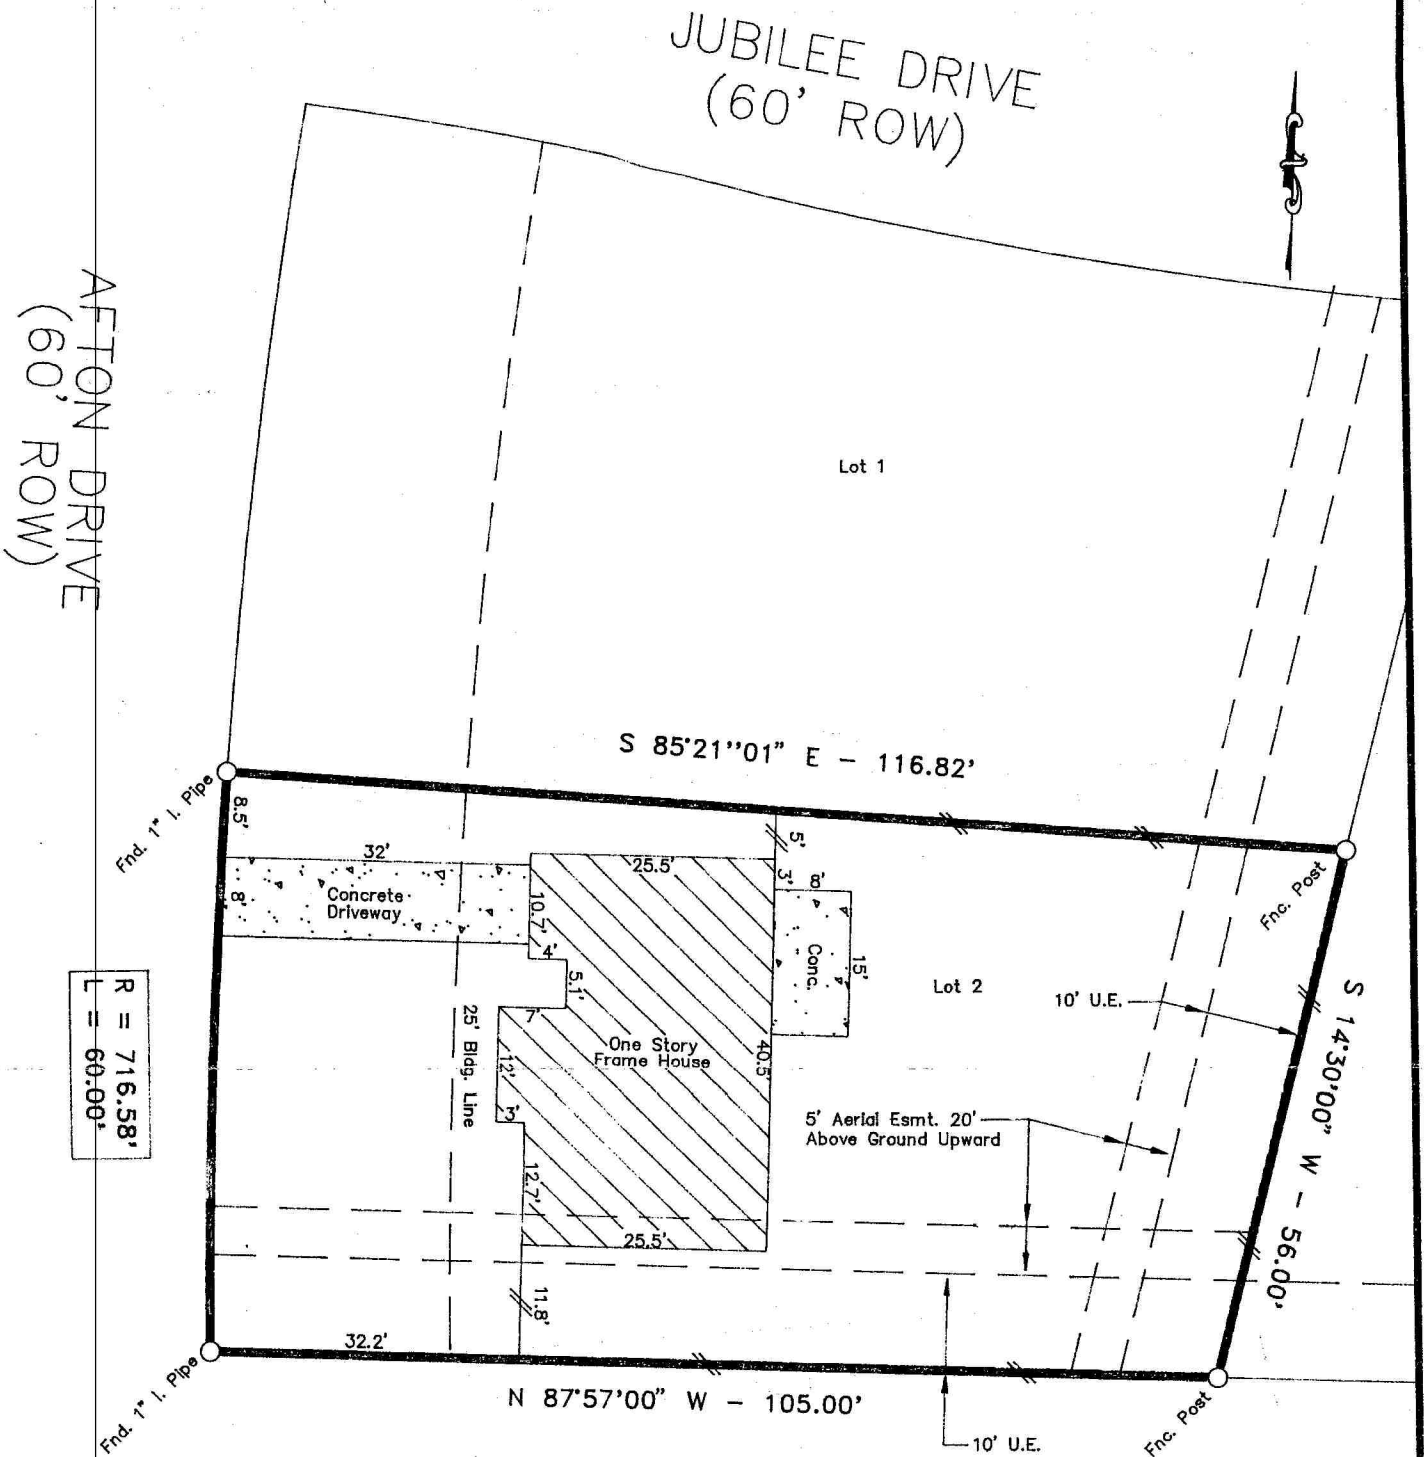 JUBILEE DRIVE
(60' ROW)
AFTON DRIVE
(60' ROW)
Lot 1
S 85°21''01" E - 116.82'
Fnd. 1" I. Pipe
8.5'
32'
Concrete
Driveway
8'
25.5'
10.7'
4'
5.1'
7'
12'
3'
12.7'
25.5'
40.5'
One Story
Frame House
5'
3'
8'
Conc.
15'
Lot 2
Fnc. Post
10' U.E.
S 14°30'00" W - 56.00'
5' Aerial Esmt. 20'
Above Ground Upward
25' Bldg. Line
R = 716.58'
L = 60.00'
11.8'
32.2'
Fnd. 1" I. Pipe
N 87°57'00" W - 105.00'
10' U.E.
Fnc. Post